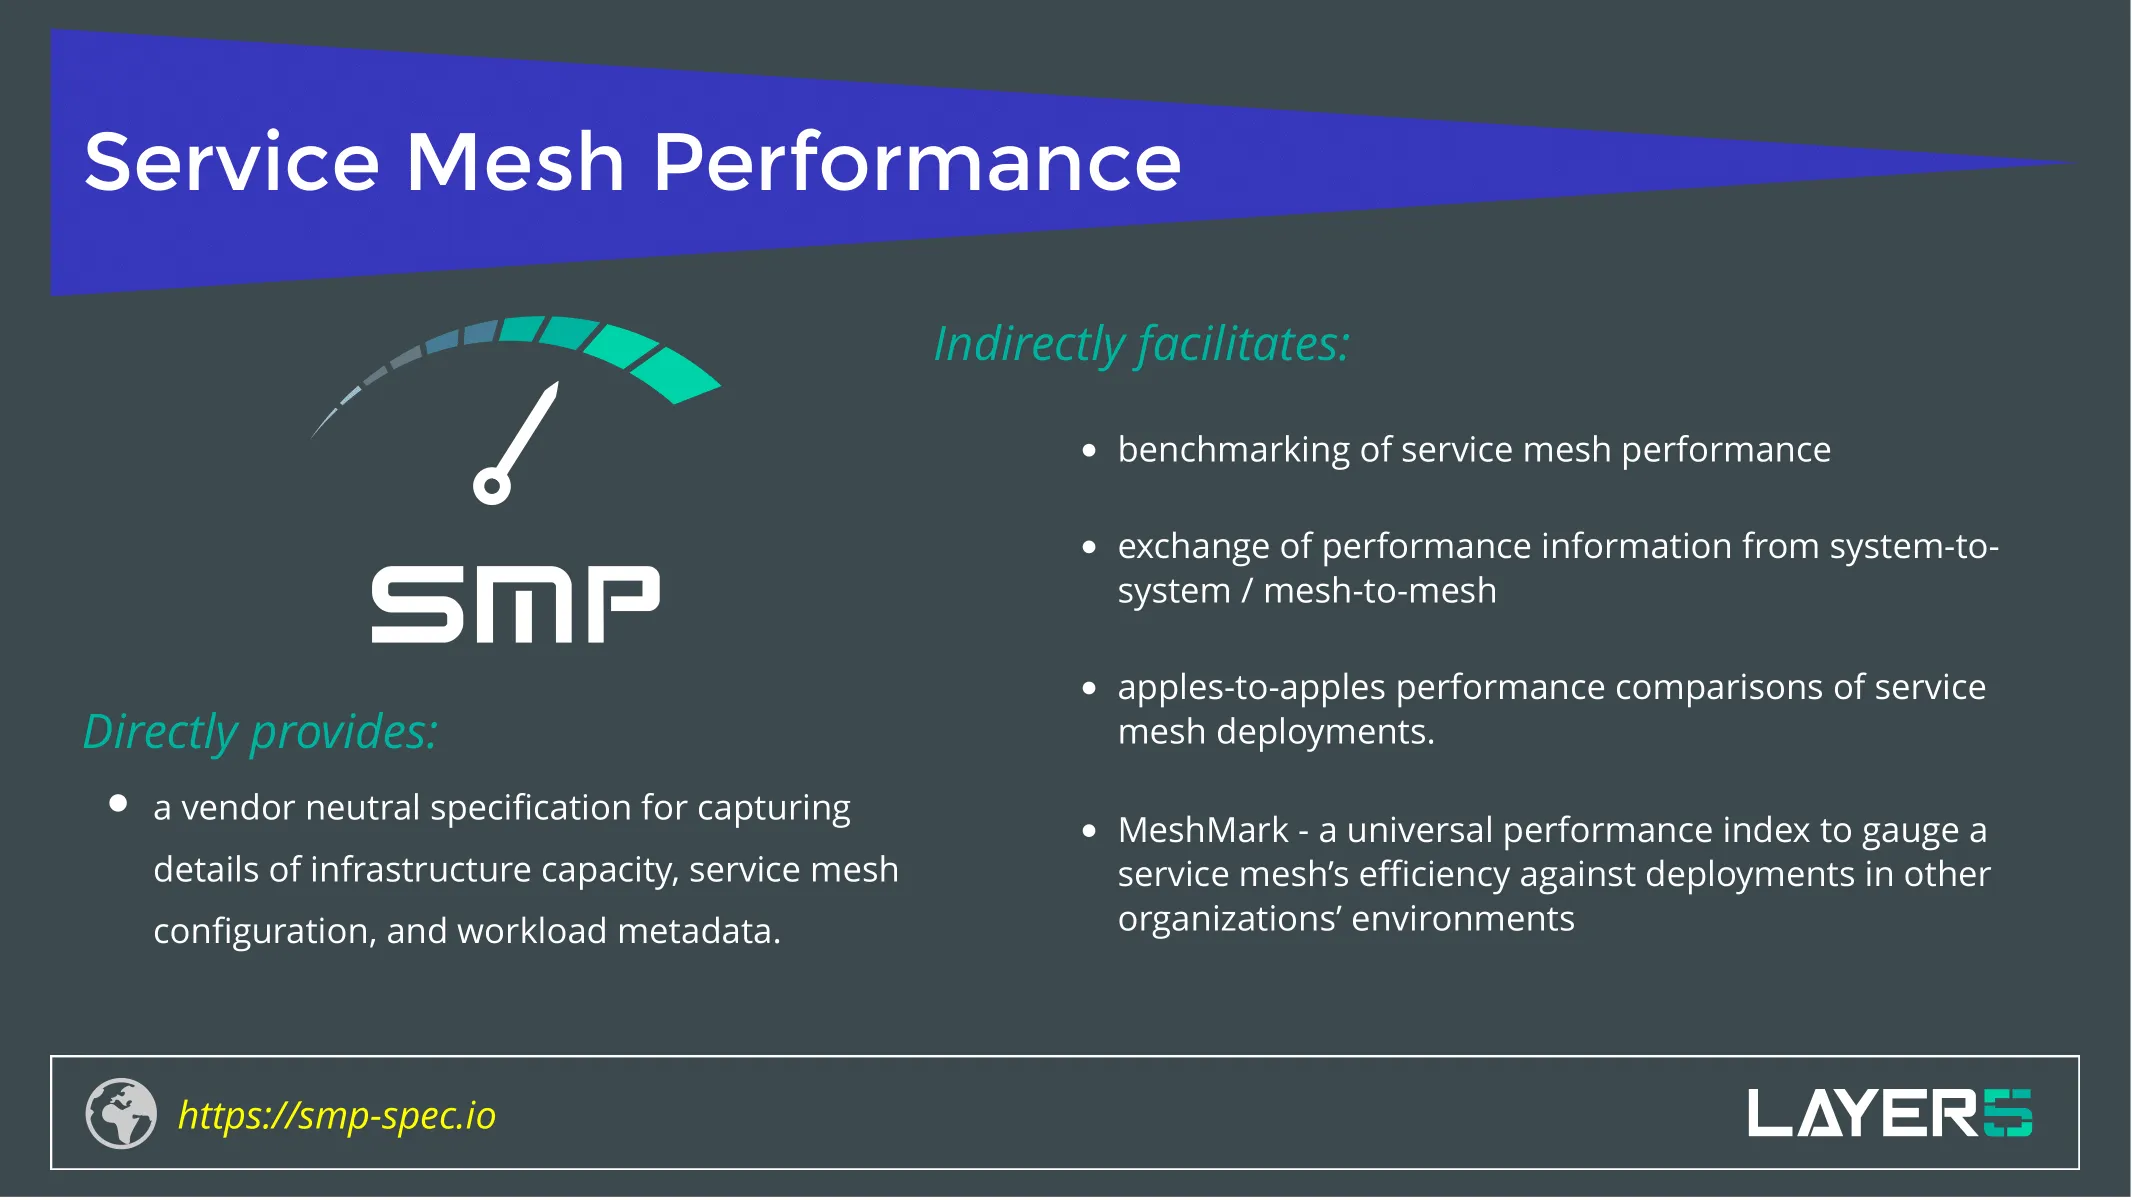 Service Mesh Performance
SMP
Directly provides:
● a vendor neutral specification for capturing
details of infrastructure capacity, service mesh
configuration, and workload metadata.
Indirectly facilitates:
● benchmarking of service mesh performance
● exchange of performance information from system-to-
system / mesh-to-mesh
● apples-to-apples performance comparisons of service
mesh deployments.
● MeshMark - a universal performance index to gauge a
service mesh’s efficiency against deployments in other
organizations’ environments
https://smp-spec.io
LAYER5